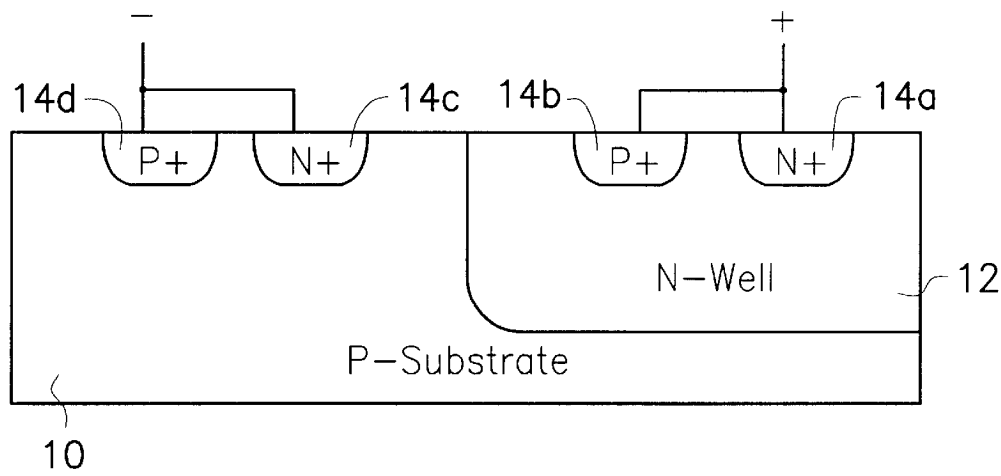 − +
14d 14c 14b 14a
P+ N+ P+ N+
N−Well 12
P−Substrate
10